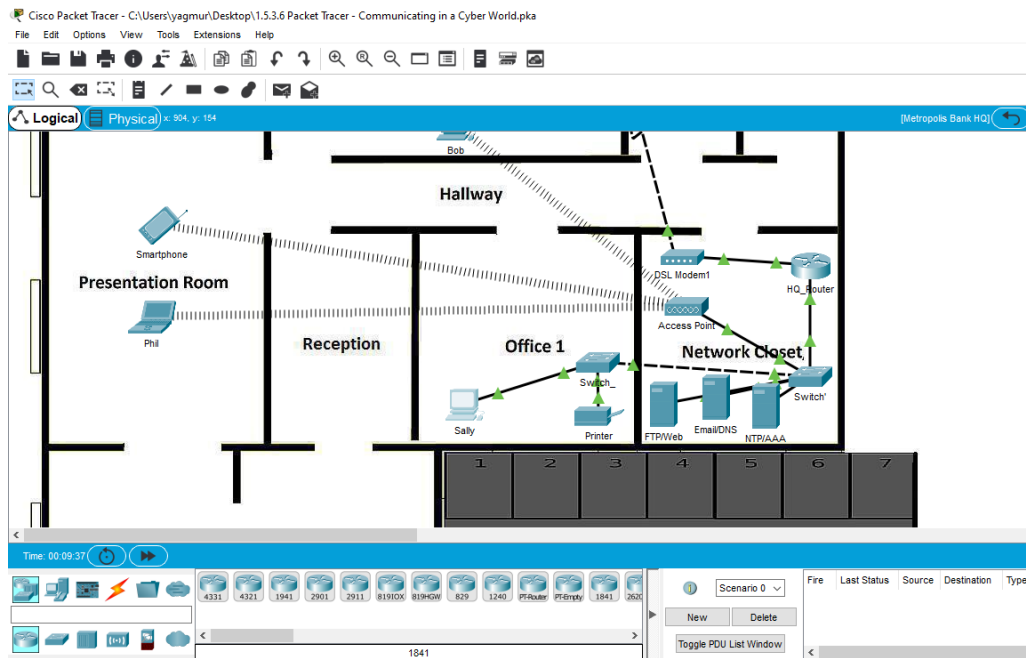 Cisco Packet Tracer - C:\Users\yagmur\Desktop\1.5.3.6 Packet Tracer - Communicating in a Cyber World.pka
File Edit Options View Tools Extensions Help
Logical Physical x: 904, y: 154 [Metropolis Bank HQ]
Bob
Hallway
Smartphone
DSL Modem1
Presentation Room
HQ_Router
Access Point
Phil
Reception
Office 1
Network Closet
Switch_
Switch'
Sally
Printer
FTP/Web
Email/DNS
NTP/AAA
1 2 3 4 5 6 7
Time: 00:09:37
Fire Last Status Source Destination Type
Scenario 0
4331 4321 1941 2901 2911 819IOX 819HGW 829 1240 PT-Router PT-Empty 1841 2620
New Delete
Toggle PDU List Window
1841